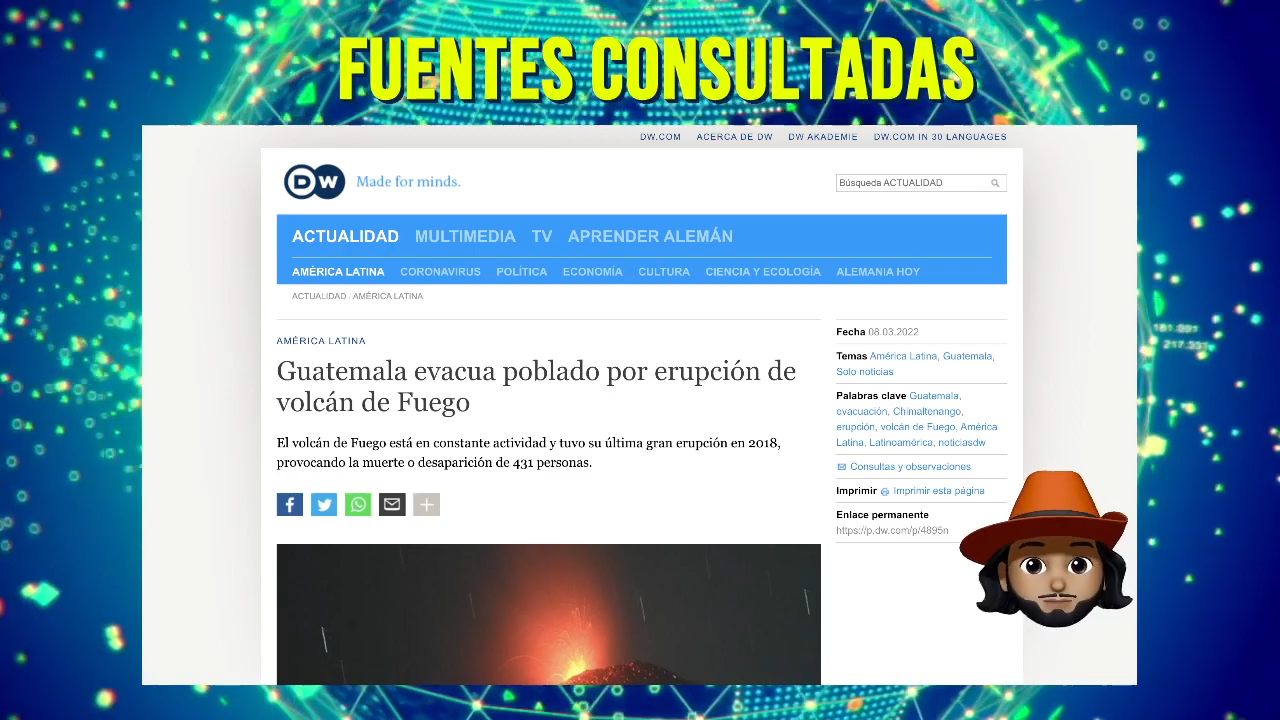 FUENTES CONSULTADAS
DW.COM ACERCA DE DW DW AKADEMIE DW.COM IN 30 LANGUAGES
DW Made for minds.
Búsqueda ACTUALIDAD
ACTUALIDAD MULTIMEDIA TV APRENDER ALEMÁN
AMÉRICA LATINA CORONAVIRUS POLÍTICA ECONOMÍA CULTURA CIENCIA Y ECOLOGÍA ALEMANIA HOY
ACTUALIDAD / AMÉRICA LATINA
AMÉRICA LATINA
Guatemala evacua poblado por erupción de
volcán de Fuego
El volcán de Fuego está en constante actividad y tuvo su última gran erupción en 2018,
provocando la muerte o desaparición de 431 personas.
Fecha 08.03.2022
Temas América Latina, Guatemala,
Solo noticias
Palabras clave Guatemala,
evacuación, Chimaltenango,
erupción, volcán de Fuego, América
Latina, Latinoamérica, noticiasdw
Consultas y observaciones
Imprimir Imprimir esta página
Enlace permanente
https://p.dw.com/p/4895n